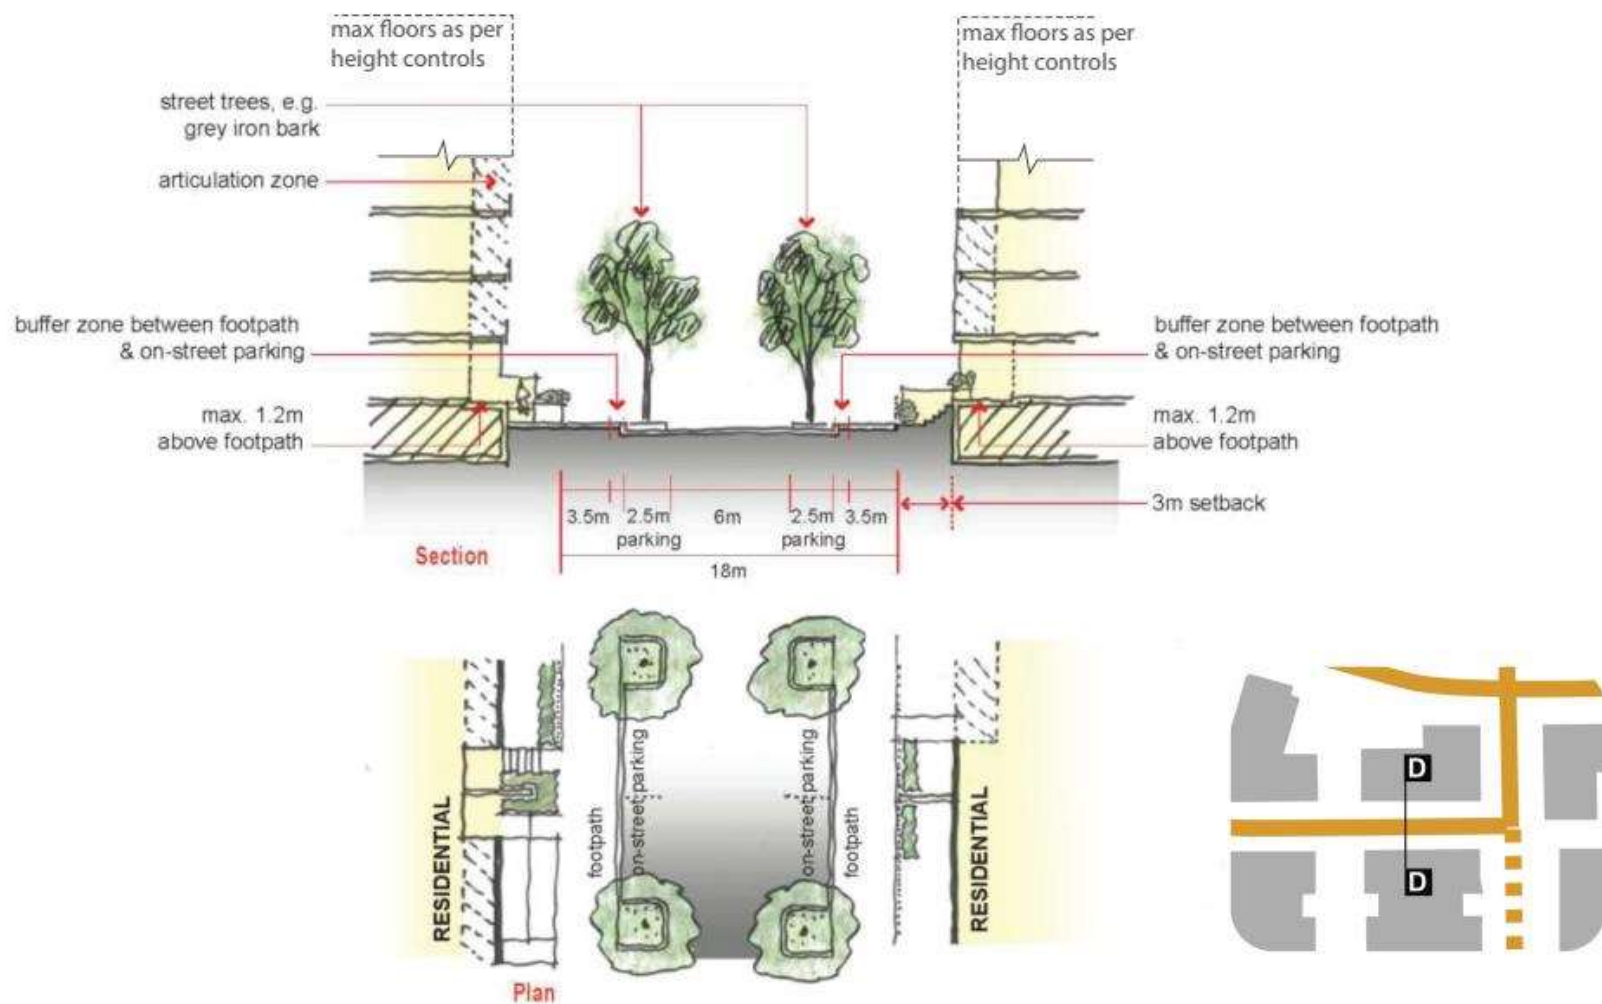 max floors as per
height controls
max floors as per
height controls
street trees, e.g.
grey iron bark
articulation zone
buffer zone between footpath
& on-street parking
buffer zone between footpath
& on-street parking
max. 1.2m
above footpath
max. 1.2m
above footpath
3.5m
2.5m
parking
6m
2.5m
parking
3.5m
3m setback
18m
Section
RESIDENTIAL
footpath
on-street parking
on-street parking
footpath
RESIDENTIAL
Plan
D
D